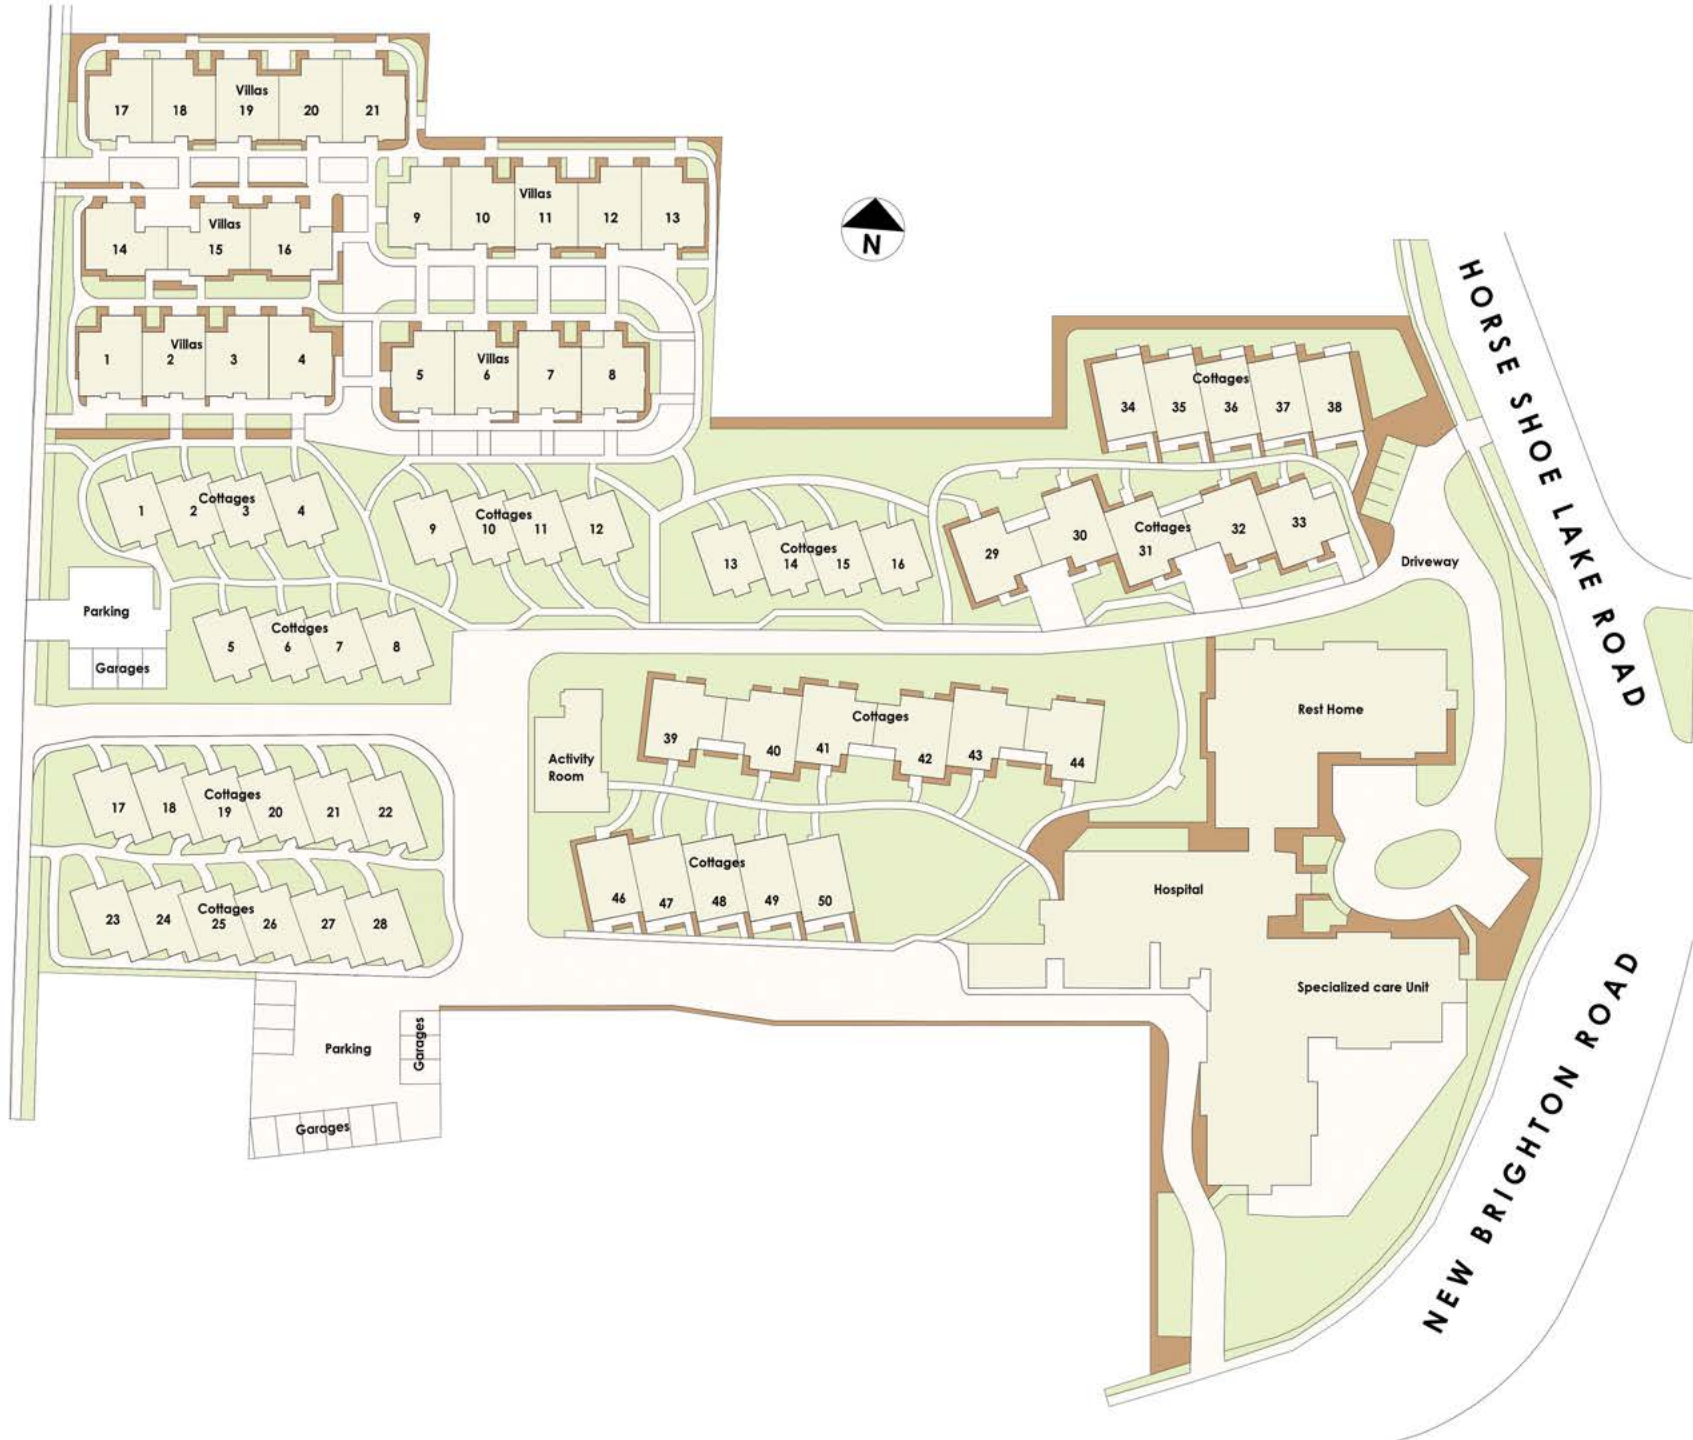 Villas
17 18 19 20 21
Villas
9 10 11 12 13
Villas
14 15 16
N
Villas
1 2 3 4
Villas
5 6 7 8
HORSE SHOE LAKE ROAD
Cottages
34 35 36 37 38
Cottages
1 2 3 4
Cottages
9 10 11 12
Cottages
13 14 15 16
Cottages
29 30 31 32 33
Driveway
Parking
Garages
Cottages
5 6 7 8
Rest Home
Cottages
39 40 41 42 43 44
Activity
Room
Cottages
17 18 19 20 21 22
Cottages
46 47 48 49 50
Hospital
Cottages
23 24 25 26 27 28
Specialized care Unit
Parking
Garages
Garages
NEW BRIGHTON ROAD